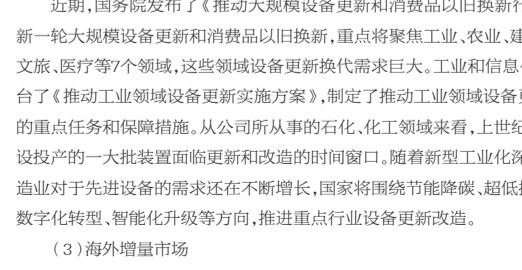 近期,国务院发布了《推动大规模设备更新和消费品以旧换新行
新一轮大规模设备更新和消费品以旧换新,重点将聚焦工业、农业、建
文旅、医疗等7个领域,这些领域设备更新换代需求巨大。工业和信息
台了《推动工业领域设备更新实施方案》,制定了推动工业领域设备更
的重点任务和保障措施。从公司所从事的石化、化工领域来看,上世纪
设投产的一大批装置面临更新和改造的时间窗口。随着新型工业化深
造业对于先进设备的需求还在不断增长,国家将围绕节能降碳、超低
数字化转型、智能化升级等方向,推进重点行业设备更新改造。
(3)海外增量市场